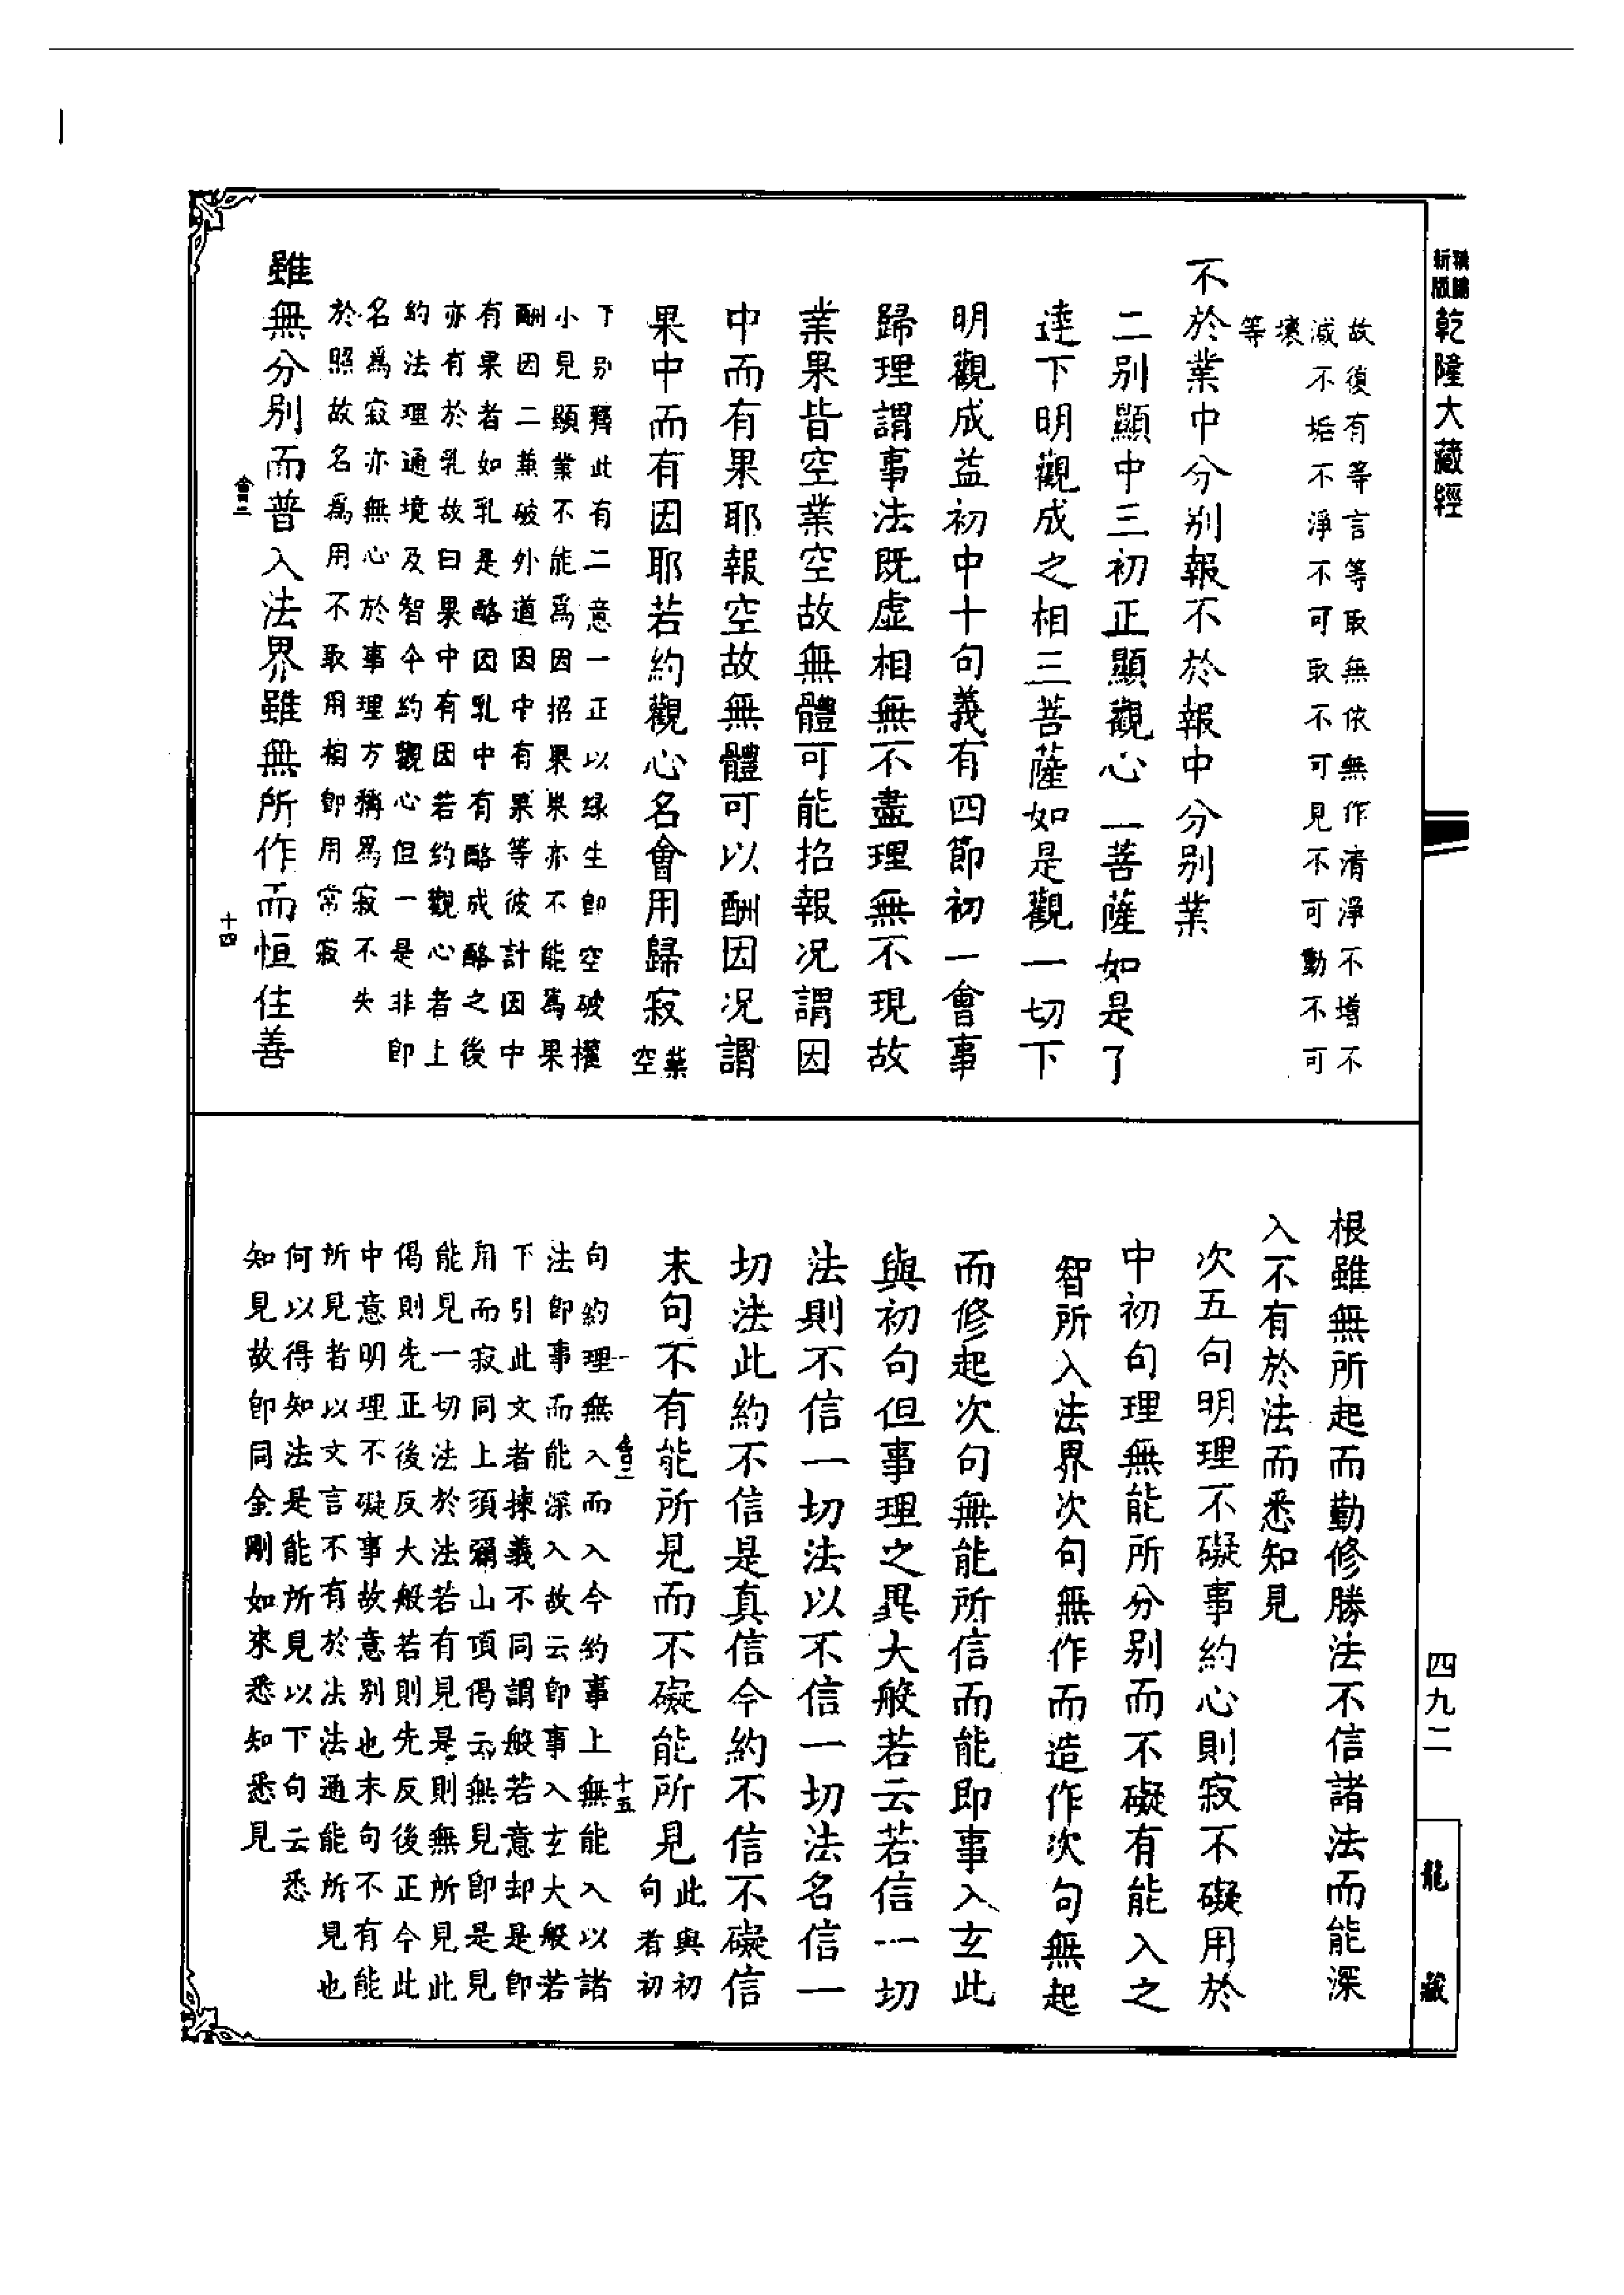 新版
乾隆大藏經
故復有等言等取無依無作清淨不增不
減不垢不淨不可取不可見不可動不可
壞
等
不於業中分別報不於報中分別業
二別顯中三初正顯觀心一菩薩如是了
達下明觀成之相三菩薩如是觀一切下
明觀成益初中十句義有四節初一會事
歸理謂事法既虛相無不盡理無不現故
業果皆空業空故無體可能招報况謂因
中而有果耶報空故無體可以酬因况謂
果中而有因耶若約觀心名會用歸寂業
空
下別釋此有二意一正以緣生即空破權
小見顯業不能爲因招果果亦不能爲果
酬因二兼破外道因中有果等彼計因中
有果者如乳是酪因乳中有酪成酪之後
亦有於乳故曰果中有因若約觀心者上
約法理通境及智今約觀心但一是非即
名爲寂亦無心於事理方稱爲寂不失
於照故名爲用不取用相即用常寂
雖無分別而普入法界雖無所作而恒住善
會二
十四
根雖無所起而勤修勝法不信諸法而能深
入不有於法而悉知見
次五句明理不礙事約心則寂不礙用於
中初句理無能所分別而不礙有能入之
智所入法界次句無作而造作次句無起
而修起次句無能所信而能即事入玄此
與初句但事理之異大般若云若信一切
法則不信一切法以不信一切法名信一
切法此約不信是真信今約不信不礙信
末句不有能所見而不礙能所見此與初
句者初
會二
十五
句約理無入而入今約事上無能入以諸
法即事而能深入故云即事入玄大般若
下引此文者揀義不同謂般若意却是即
用而寂同上須彌山頂偈云無見即是見
能見一切法於法若有見是則無所見此
偈則先正後反大般若則先反後正今此
中意明理不礙事故意別也末句不有能
所見者以文言不有於法法通能所見也
何以得知法是能所見以下句云悉
知見故即同金剛如來悉知悉見
四九二
龍藏